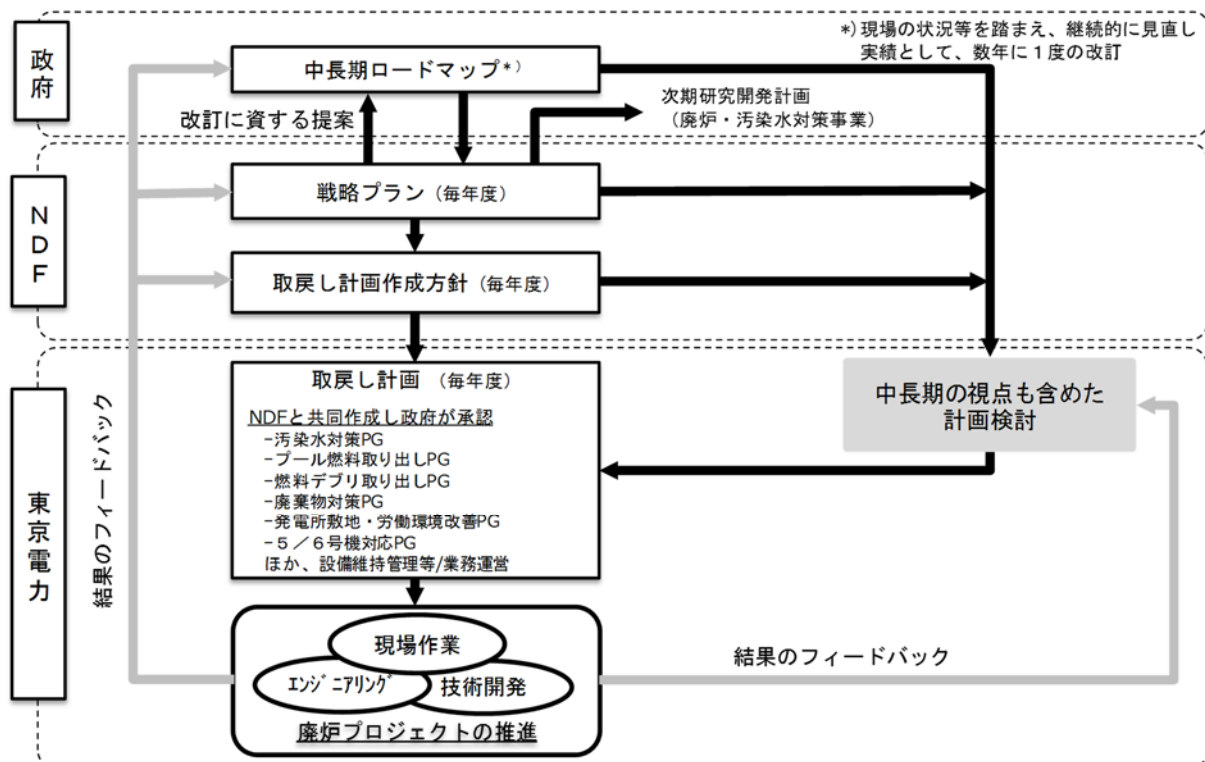 政府
中長期ロードマップ*)
*)現場の状況等を踏まえ、継続的に見直し
実績として、数年に１度の改訂
改訂に資する提案
次期研究開発計画
（廃炉・汚染水対策事業）
ＮＤＦ
戦略プラン（毎年度）
取戻し計画作成方針（毎年度）
東京電力
結果のフィードバック
取戻し計画（毎年度）
NDFと共同作成し政府が承認
-汚染水対策PG
-プール燃料取り出しPG
-燃料デブリ取り出しPG
-廃棄物対策PG
-発電所敷地・労働環境改善PG
-５／６号機対応PG
ほか、設備維持管理等/業務運営
中長期の視点も含めた
計画検討
現場作業
ｴﾝｼﾞﾆｱﾘﾝｸﾞ
技術開発
廃炉プロジェクトの推進
結果のフィードバック